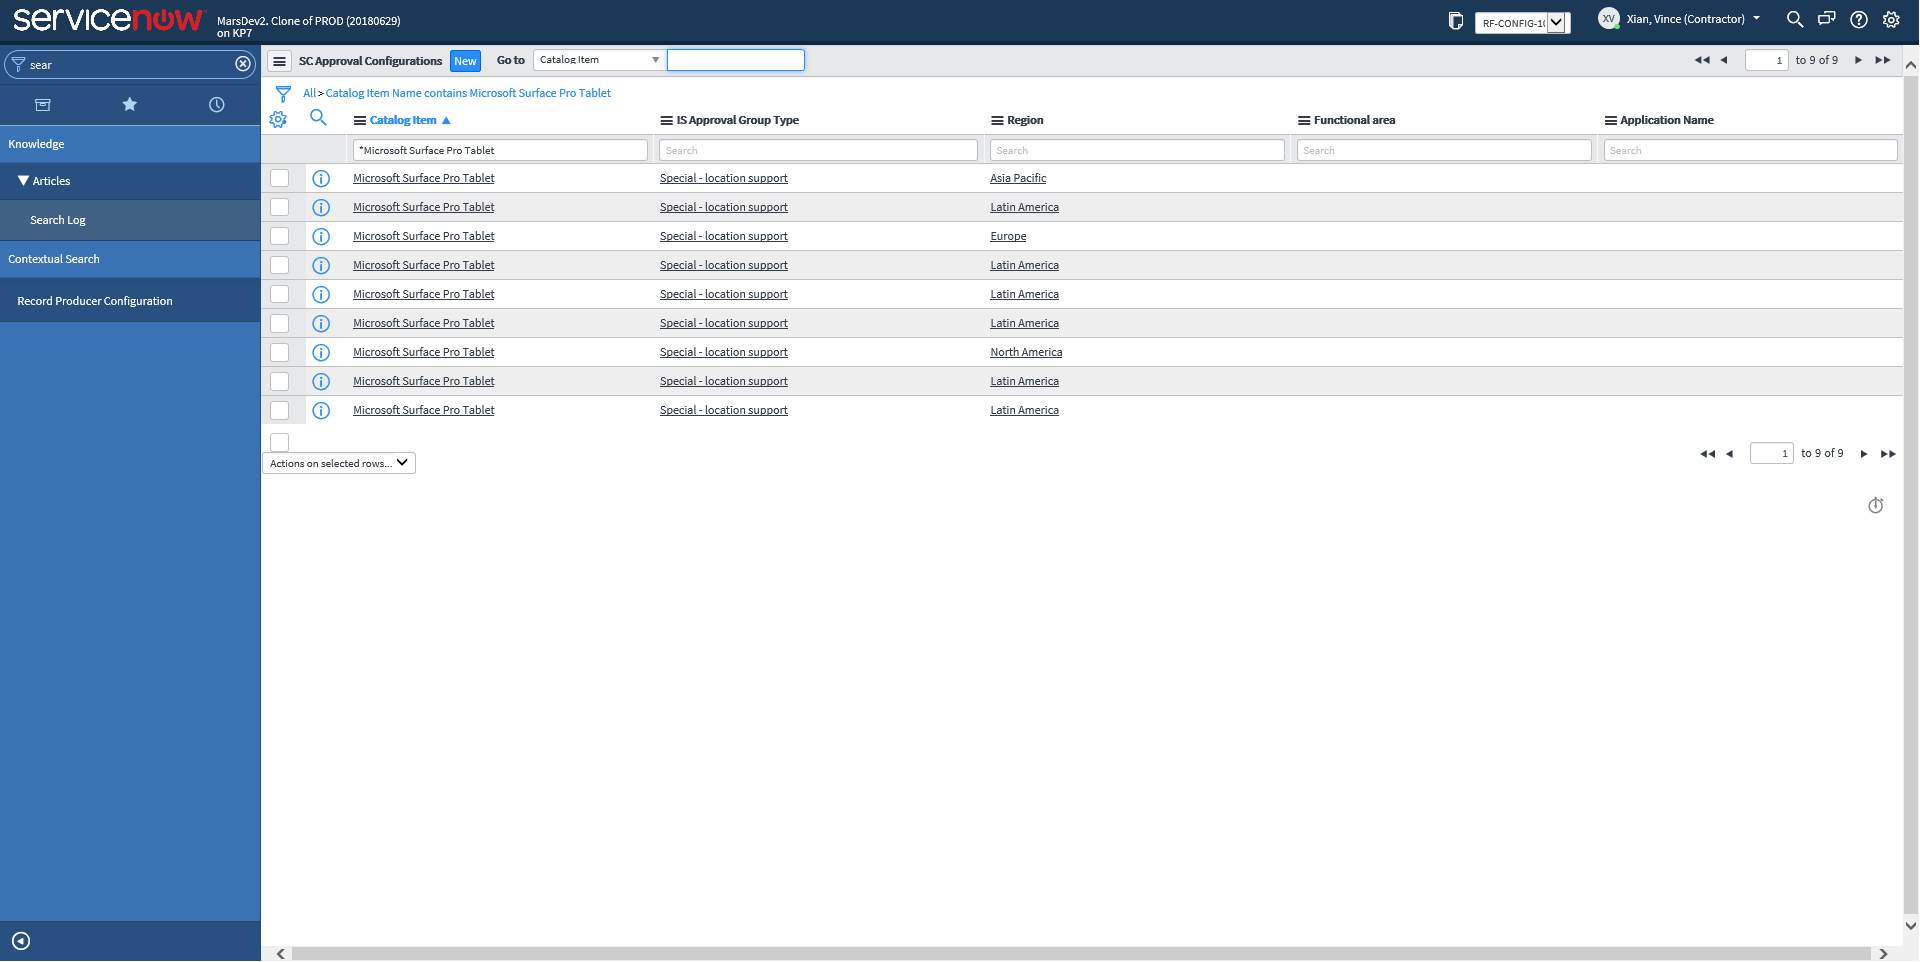 servicenow
MarsDev2. Clone of PROD (20180629)
on KP7
RF-CONFIG-1
XV
Xian, Vince (Contractor)
sear
Knowledge
Articles
Search Log
Contextual Search
Record Producer Configuration
SC Approval Configurations New Go to Catalog Item 1 to 9 of 9
All > Catalog Item Name contains Microsoft Surface Pro Tablet
Catalog Item IS Approval Group Type Region Functional area Application Name
*Microsoft Surface Pro Tablet Search Search Search Search
Microsoft Surface Pro Tablet Special - location support Asia Pacific
Microsoft Surface Pro Tablet Special - location support Latin America
Microsoft Surface Pro Tablet Special - location support Europe
Microsoft Surface Pro Tablet Special - location support Latin America
Microsoft Surface Pro Tablet Special - location support Latin America
Microsoft Surface Pro Tablet Special - location support Latin America
Microsoft Surface Pro Tablet Special - location support North America
Microsoft Surface Pro Tablet Special - location support Latin America
Microsoft Surface Pro Tablet Special - location support Latin America
Actions on selected rows... 1 to 9 of 9